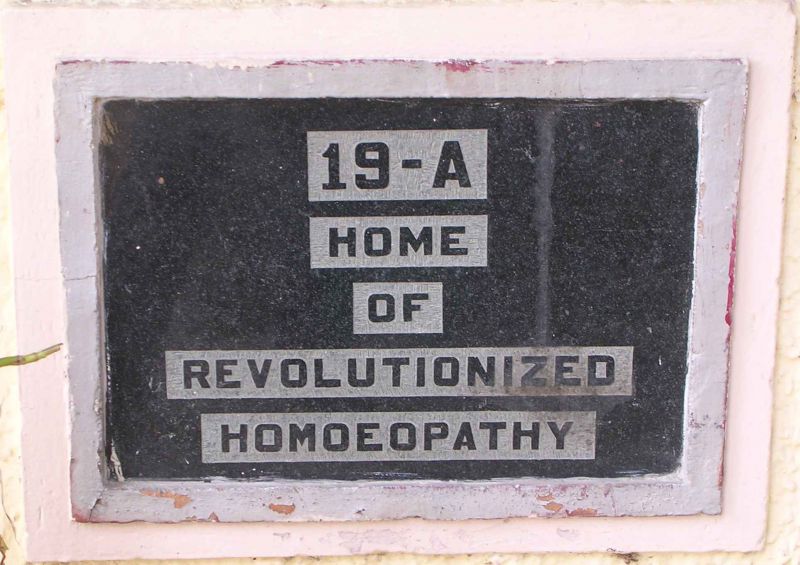 19-A
HOME
OF
REVOLUTIONIZED
HOMOEOPATHY